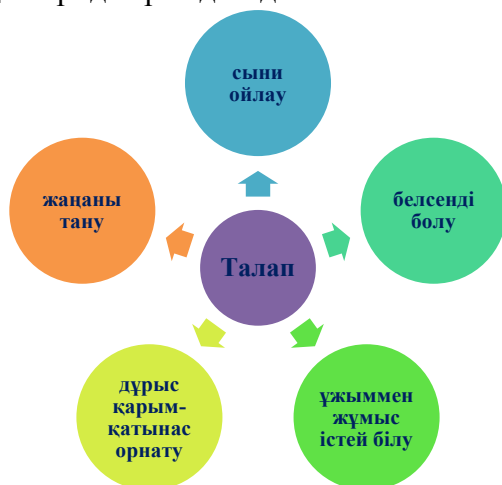 сыни
ойлау
жаңаны
тану
белсенді
болу
Талап
дұрыс
қарым-
қатынас
орнату
ұжыммен
жұмыс
істей білу